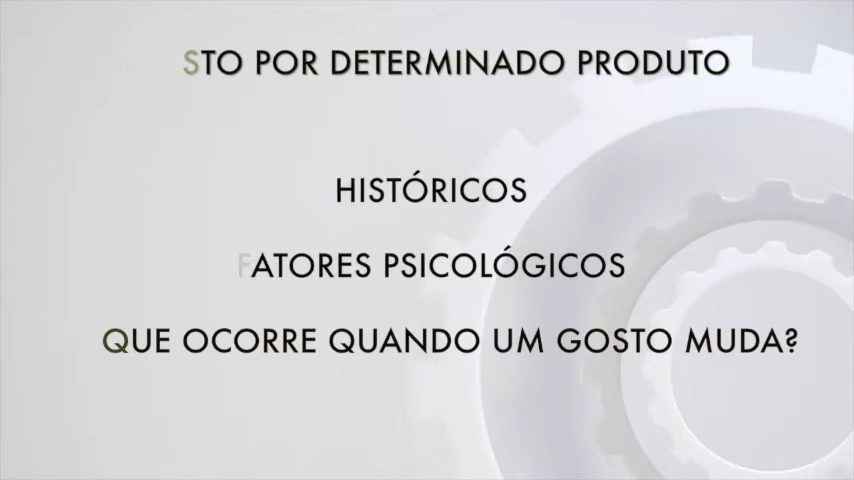 STO POR DETERMINADO PRODUTO
HISTÓRICOS
FATORES PSICOLÓGICOS
QUE OCORRE QUANDO UM GOSTO MUDA?